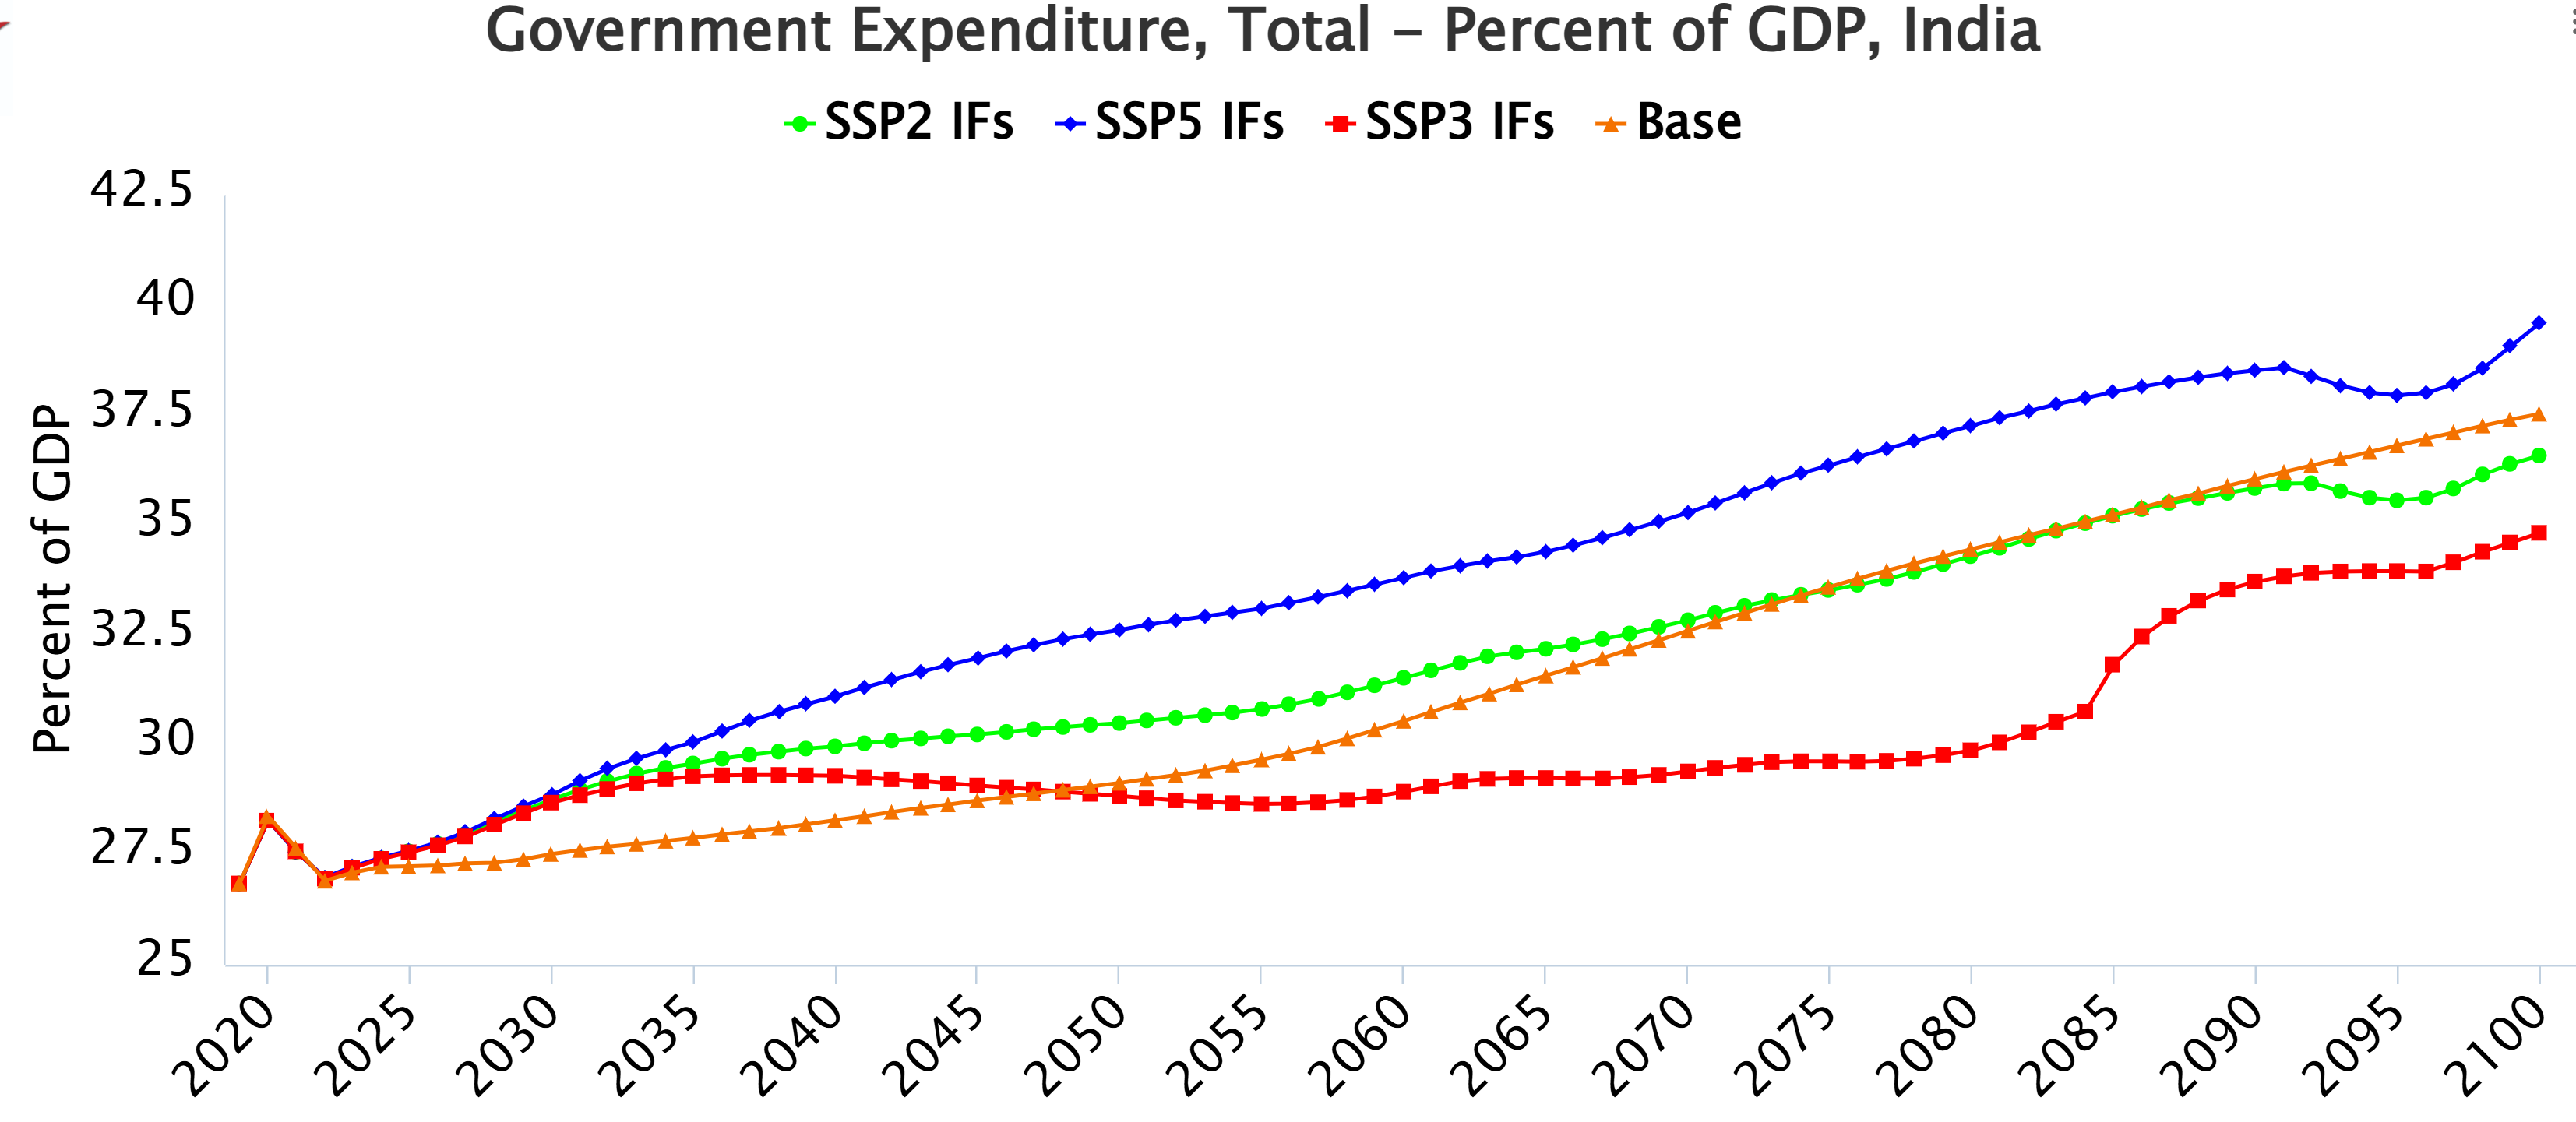 Government Expenditure, Total – Percent of GDP, India
SSP2 IFs SSP5 IFs SSP3 IFs Base
Percent of GDP
42.5
40
37.5
35
32.5
30
27.5
25
2020 2025 2030 2035 2040 2045 2050 2055 2060 2065 2070 2075 2080 2085 2090 2095 2100